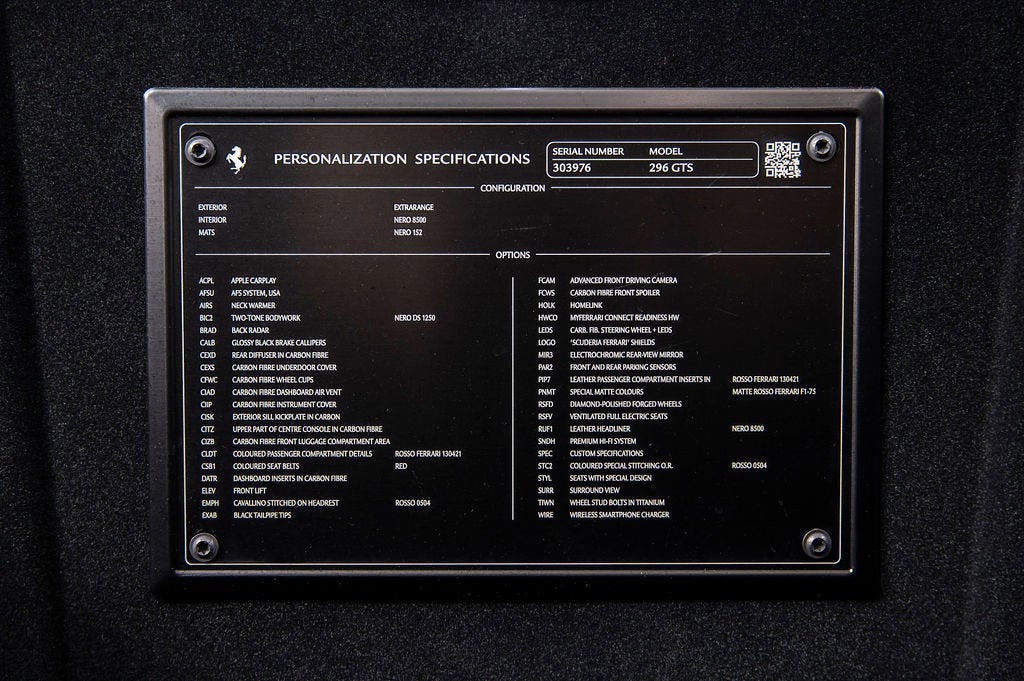 PERSONALIZATION SPECIFICATIONS
SERIAL NUMBER MODEL
303976 296 GTS
CONFIGURATION
EXTERIOR EXTRARANGE
INTERIOR NERO 8500
MATS NERO 152
OPTIONS
ACPL APPLE CARPLAY
AFSU AFS SYSTEM, USA
AIRS NECK WARMER
BIC2 TWO-TONE BODYWORK NERO DS 1250
BRAD BACK RADAR
CALB GLOSSY BLACK BRAKE CALLIPERS
CEXD REAR DIFFUSER IN CARBON FIBRE
CEXS CARBON FIBRE UNDERDOOR COVER
CFWC CARBON FIBRE WHEEL CUPS
CIAD CARBON FIBRE DASHBOARD AIR VENT
CIIP CARBON FIBRE INSTRUMENT COVER
CISK EXTERIOR SILL KICKPLATE IN CARBON
CITZ UPPER PART OF CENTRE CONSOLE IN CARBON FIBRE
CIZB CARBON FIBRE FRONT LUGGAGE COMPARTMENT AREA
CLDT COLOURED PASSENGER COMPARTMENT DETAILS ROSSO FERRARI 130421
CSB1 COLOURED SEAT BELTS RED
DATR DASHBOARD INSERTS IN CARBON FIBRE
ELEV FRONT LIFT
EMPH CAVALLINO STITCHED ON HEADREST ROSSO 0504
EXAB BLACK TAILPIPE TIPS
FCAM ADVANCED FRONT DRIVING CAMERA
FCWS CARBON FIBRE FRONT SPOILER
HOLK HOMELINK
HWCO MYFERRARI CONNECT READINESS HW
LEDS CARB. FIB. STEERING WHEEL + LEDS
LOGO 'SCUDERIA FERRARI' SHIELDS
MIR3 ELECTROCHROMIC REAR-VIEW MIRROR
PAR2 FRONT AND REAR PARKING SENSORS
PIP7 LEATHER PASSENGER COMPARTMENT INSERTS IN ROSSO FERRARI 130421
PNMT SPECIAL MATTE COLOURS MATTE ROSSO FERRARI F1-75
RSFD DIAMOND-POLISHED FORGED WHEELS
RSFV VENTILATED FULL ELECTRIC SEATS
RUF1 LEATHER HEADLINER NERO 8500
SNDH PREMIUM HI-FI SYSTEM
SPEC CUSTOM SPECIFICATIONS
STC2 COLOURED SPECIAL STITCHING O.R. ROSSO 0504
STYL SEATS WITH SPECIAL DESIGN
SURR SURROUND VIEW
TIWN WHEEL STUD BOLTS IN TITANIUM
WIRE WIRELESS SMARTPHONE CHARGER